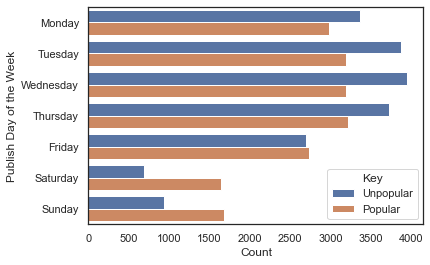 Publish Day of the Week
Monday
Tuesday
Wednesday
Thursday
Friday
Saturday
Sunday
Key
Unpopular
Popular
0 500 1000 1500 2000 2500 3000 3500 4000
Count